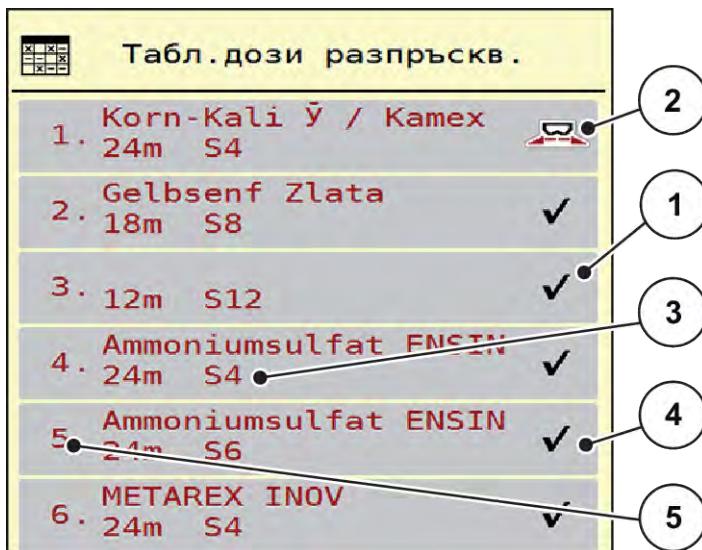 Табл.дози разпръскв.
1. Korn-Kali Ў / Kamex
24m S4
2. Gelbsenf Zlata
18m S8
3.
12m S12
4. Ammoniumsulfat ENSIN
24m S4
5. Ammoniumsulfat ENSIN
24m S6
6. METAREX INOV
24m S4
2
1
3
4
5